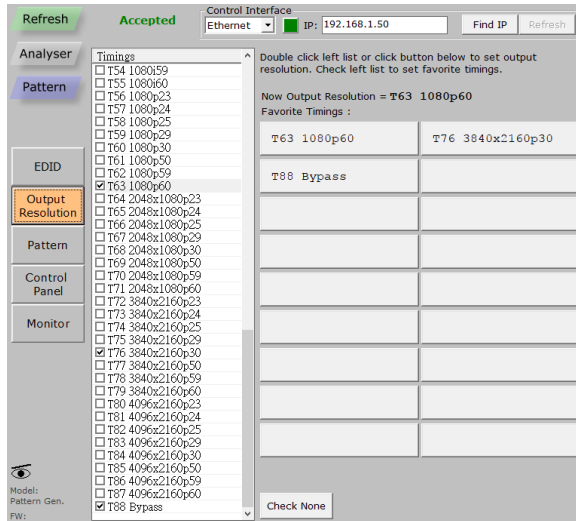 Refresh
Accepted
Control Interface
Ethernet
IP:
192.168.1.50
Find IP
Refresh
Analyser
Pattern
EDID
Output
Resolution
Pattern
Control
Panel
Monitor
Model:
Pattern Gen.
FW:
Timings
T54 1080i59
T55 1080i60
T56 1080p23
T57 1080p24
T58 1080p25
T59 1080p29
T60 1080p30
T61 1080p50
T62 1080p59
T63 1080p60
T64 2048x1080p23
T65 2048x1080p24
T66 2048x1080p25
T67 2048x1080p29
T68 2048x1080p30
T69 2048x1080p50
T70 2048x1080p59
T71 2048x1080p60
T72 3840x2160p23
T73 3840x2160p24
T74 3840x2160p25
T75 3840x2160p29
T76 3840x2160p30
T77 3840x2160p50
T78 3840x2160p59
T79 3840x2160p60
T80 4096x2160p23
T81 4096x2160p24
T82 4096x2160p25
T83 4096x2160p29
T84 4096x2160p30
T85 4096x2160p50
T86 4096x2160p59
T87 4096x2160p60
T88 Bypass
Double click left list or click button below to set output
resolution. Check left list to set favorite timings.
Now Output Resolution = T63 1080p60
Favorite Timings :
T63 1080p60
T76 3840x2160p30
T88 Bypass
Check None